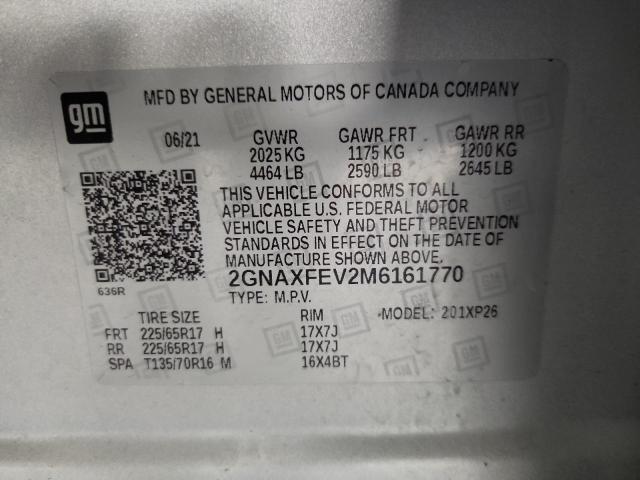 gm
MFD BY GENERAL MOTORS OF CANADA COMPANY
06/21 GVWR GAWR FRT GAWR RR
2025 KG 1175 KG 1200 KG
4464 LB 2590 LB 2645 LB
THIS VEHICLE CONFORMS TO ALL
APPLICABLE U.S. FEDERAL MOTOR
VEHICLE SAFETY AND THEFT PREVENTION
STANDARDS IN EFFECT ON THE DATE OF
MANUFACTURE SHOWN ABOVE.
2GNAXFEV2M6161770
636R
TYPE: M.P.V.
TIRE SIZE RIM MODEL: 201XP26
FRT 225/65R17 H 17X7J
RR 225/65R17 H 17X7J
SPA T135/70R16 M 16X4BT